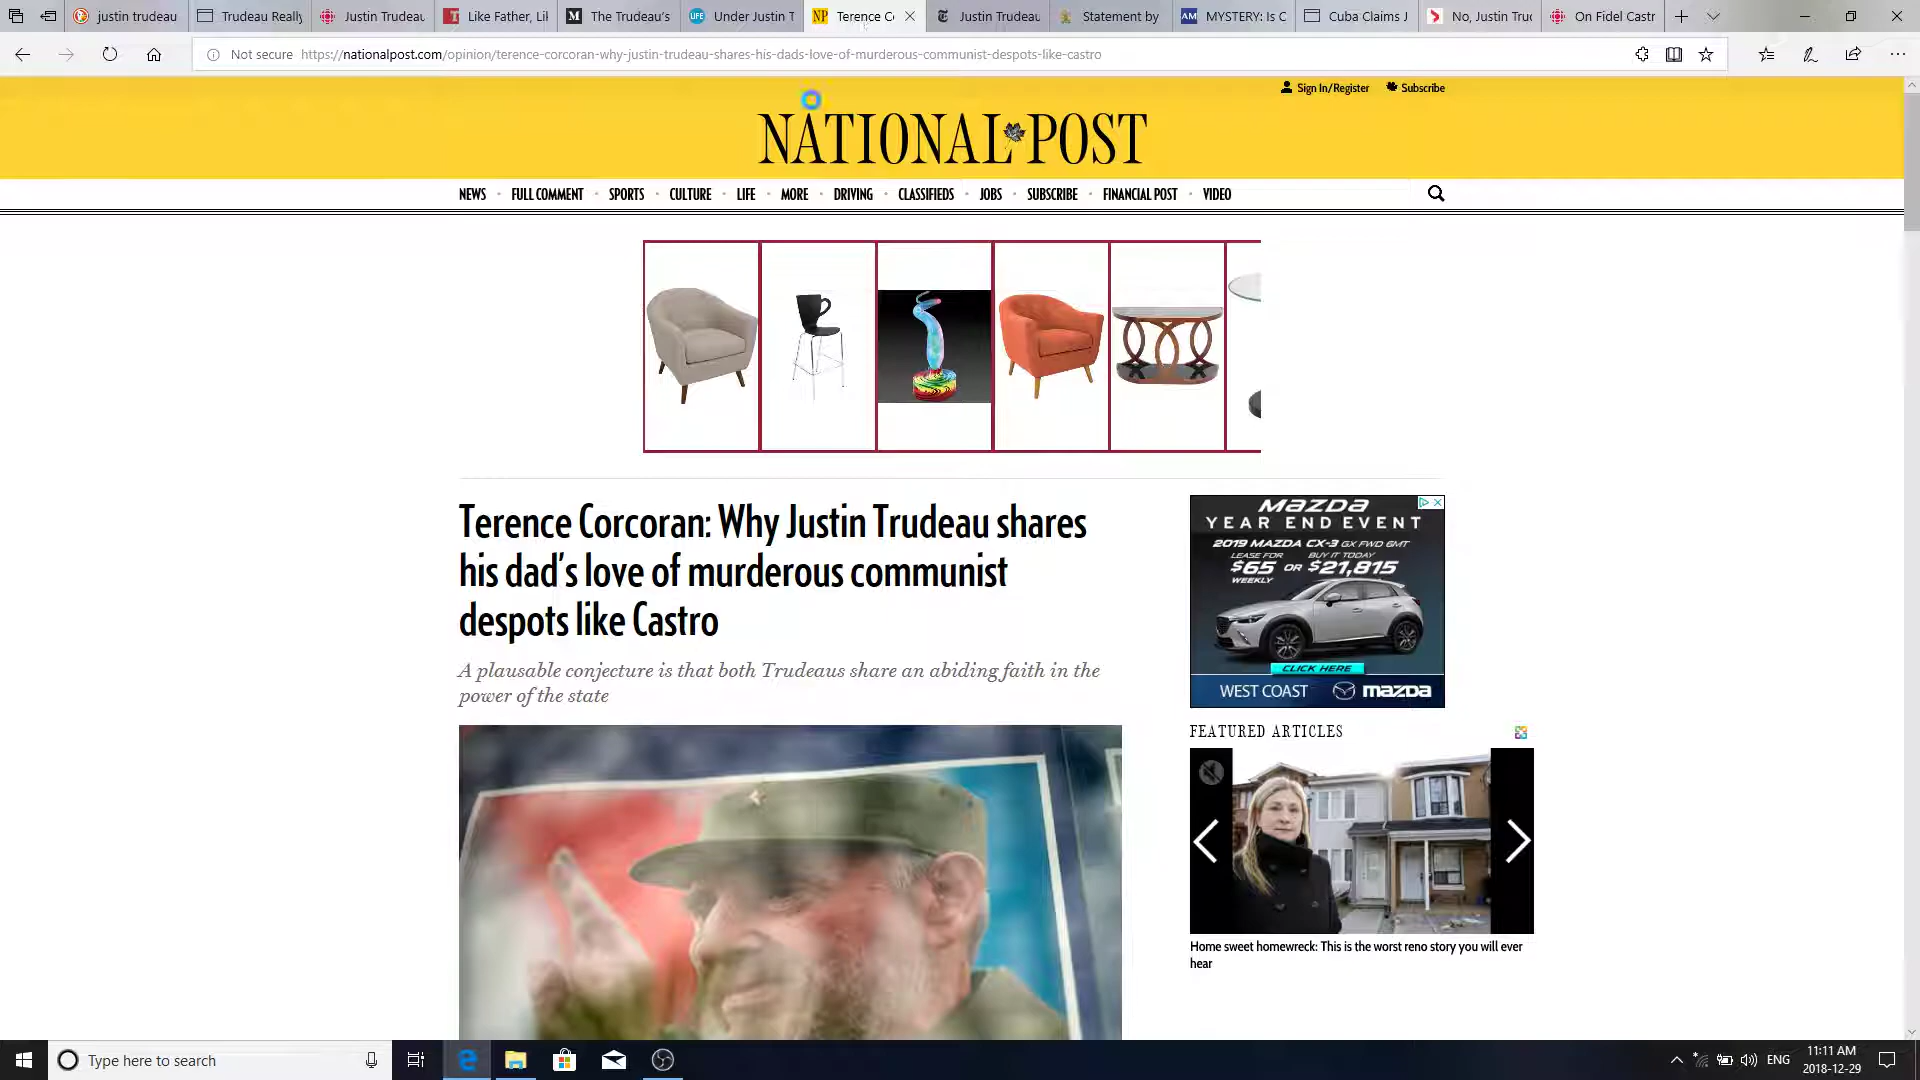 justin trudeau
Trudeau Really
Justin Trudeau
Like Father, Lil
The Trudeau's
Under Justin T
Terence Co
Justin Trudeau
Statement by
MYSTERY: Is C
Cuba Claims J
No, Justin Truc
On Fidel Castr
Not secure https://nationalpost.com/opinion/terence-corcoran-why-justin-trudeau-shares-his-dads-love-of-murderous-communist-despots-like-castro
Sign In/Register Subscribe
NATIONAL POST
NEWS • FULL COMMENT • SPORTS • CULTURE • LIFE • MORE • DRIVING • CLASSIFIEDS • JOBS • SUBSCRIBE • FINANCIAL POST • VIDEO
Terence Corcoran: Why Justin Trudeau shares
his dad's love of murderous communist
despots like Castro
A plausable conjecture is that both Trudeaus share an abiding faith in the
power of the state
MAZDA
YEAR END EVENT
2019 MAZDA CX-3 GX FWD 6MT
LEASE FOR BUY IT TODAY
$65 OR $21,815
WEEKLY
CLICK HERE
WEST COAST mazda
FEATURED ARTICLES
Home sweet homewreck: This is the worst reno story you will ever
hear
Type here to search
ENG
11:11 AM
2018-12-29